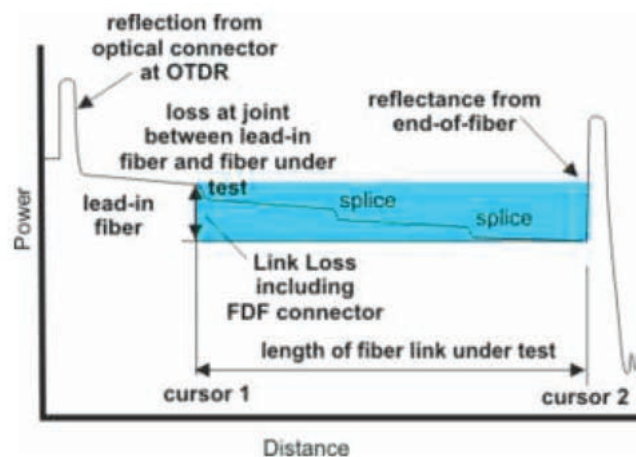 reflection from
optical connector
at OTDR
loss at joint
between lead-in
fiber and fiber under
test
reflectance from
end-of-fiber
splice
splice
lead-in
fiber
Power
Link Loss
including
FDF connector
length of fiber link under test
cursor 1
cursor 2
Distance